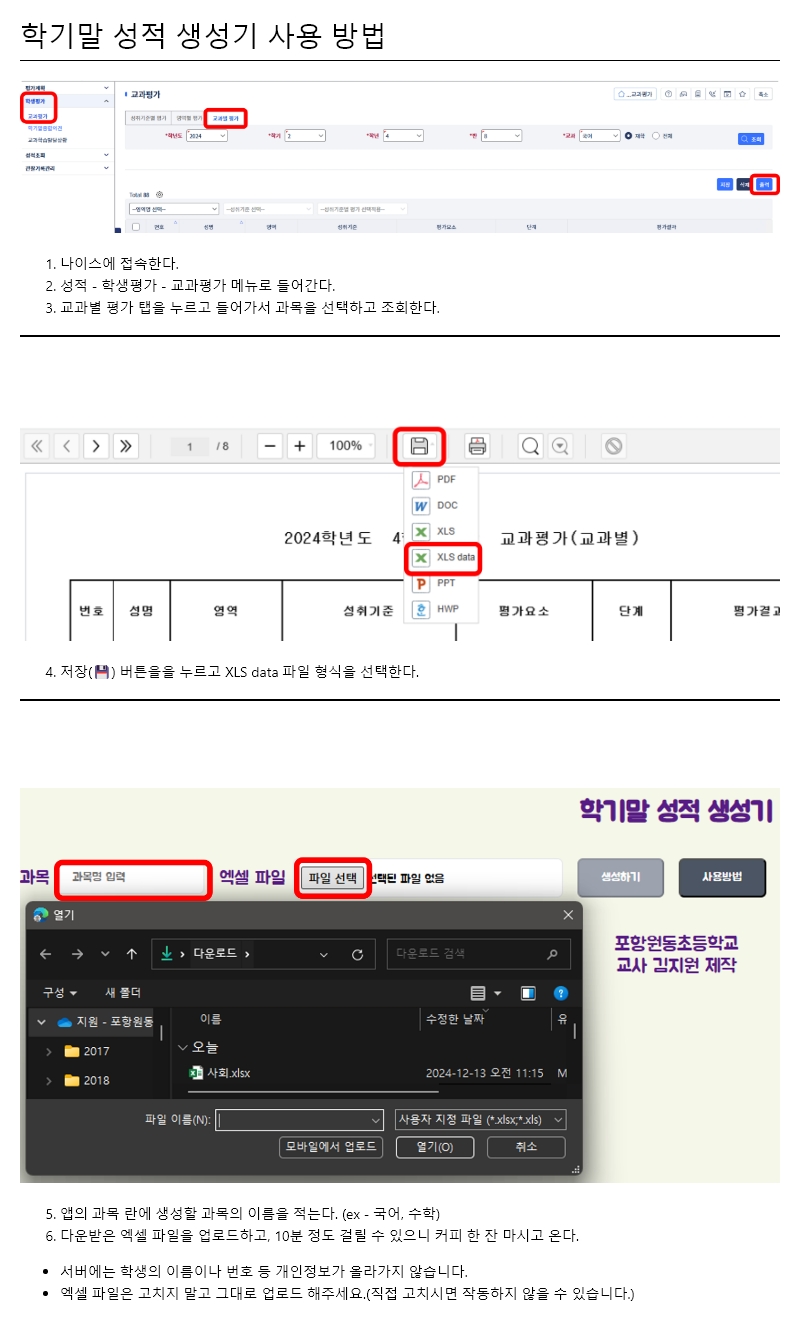 학기말 성적 생성기 사용 방법
평가계획
학생평가
교과평가
학기말종합의견
교과학습발달상황
성적조회
관찰기록관리
교과평가
교과평가
축소
성취기준별 평가 영역별 평가 교과별 평가
*학년도 2024 *학기 2 *학년 4 *반 8 *교과 국어 재학 전체 조회
Total 88
저장 삭제 출력
--영역명 선택-- --성취기준 선택-- --성취기준별 평가 선택적용--
번호 성명 영역 성취기준 평가요소 단계 평가결과
1. 나이스에 접속한다.
2. 성적 - 학생평가 - 교과평가 메뉴로 들어간다.
3. 교과별 평가 탭을 누르고 들어가서 과목을 선택하고 조회한다.
1 / 8 100%
PDF
DOC
XLS
XLS data
PPT
HWP
2024학년도 4 교과평가(교과별)
번호 성명 영역 성취기준 평가요소 단계 평가결과
4. 저장(💾) 버튼을을 누르고 XLS data 파일 형식을 선택한다.
학기말 성적 생성기
과목 과목명 입력 엑셀 파일 파일 선택 선택된 파일 없음 생성하기 사용방법
포항원동초등학교
교사 김지원 제작
열기
다운로드 다운로드 검색
구성 새 폴더
이름 수정한 날짜 유
지원 - 포항원동
오늘
2017
사회.xlsx 2024-12-13 오전 11:15 M
2018
파일 이름(N): 사용자 지정 파일 (*.xlsx;*.xls)
모바일에서 업로드 열기(O) 취소
5. 앱의 과목 란에 생성할 과목의 이름을 적는다. (ex - 국어, 수학)
6. 다운받은 엑셀 파일을 업로드하고, 10분 정도 걸릴 수 있으니 커피 한 잔 마시고 온다.
• 서버에는 학생의 이름이나 번호 등 개인정보가 올라가지 않습니다.
• 엑셀 파일은 고치지 말고 그대로 업로드 해주세요.(직접 고치시면 작동하지 않을 수 있습니다.)